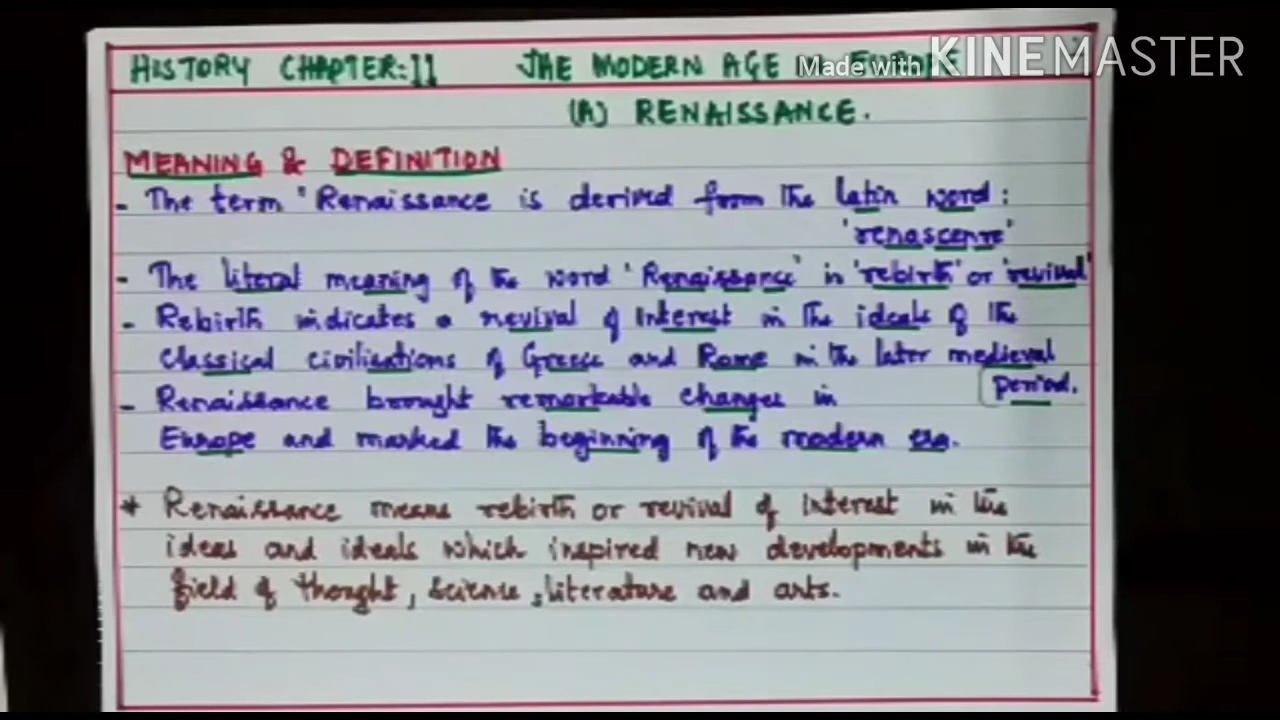 HISTORY CHAPTER:11 THE MODERN AGE IN EUROPE
Made with KINEMASTER
(A) RENAISSANCE.
MEANING & DEFINITION
- The term 'Renaissance is derived from the latin word:
'renascere'
- The literal meaning of the word 'Renaissance' is 'rebirth' or 'revival'
- Rebirth indicates a revival of Interest in the ideals of the
Classical civilisations of Greece and Rome in the later medieval
period.
- Renaissance brought remarkable changes in
Europe and marked the beginning of the modern era.
* Renaissance means rebirth or revival of interest in the
ideas and ideals which inspired new developments in the
field of thought, science, literature and arts.